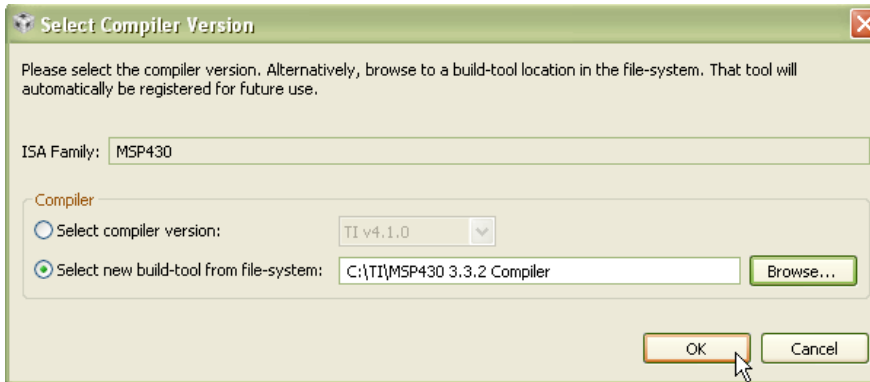 Select Compiler Version
Please select the compiler version. Alternatively, browse to a build-tool location in the file-system. That tool will
automatically be registered for future use.
ISA Family: MSP430
Compiler
Select compiler version: TI v4.1.0
Select new build-tool from file-system: C:\TI\MSP430 3.3.2 Compiler Browse...
OK Cancel